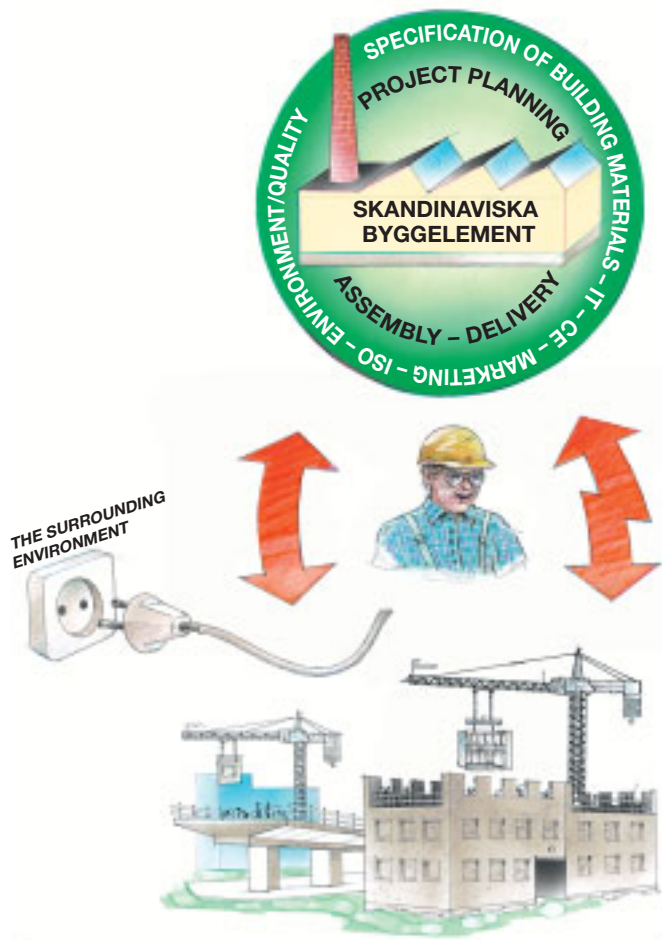 SPECIFICATION OF BUILDING MATERIALS – IT – CE – MARKETING – ISO – ENVIRONMENT/QUALITY
PROJECT PLANNING
SKANDINAVISKA
BYGGELEMENT
ASSEMBLY – DELIVERY
THE SURROUNDING
ENVIRONMENT